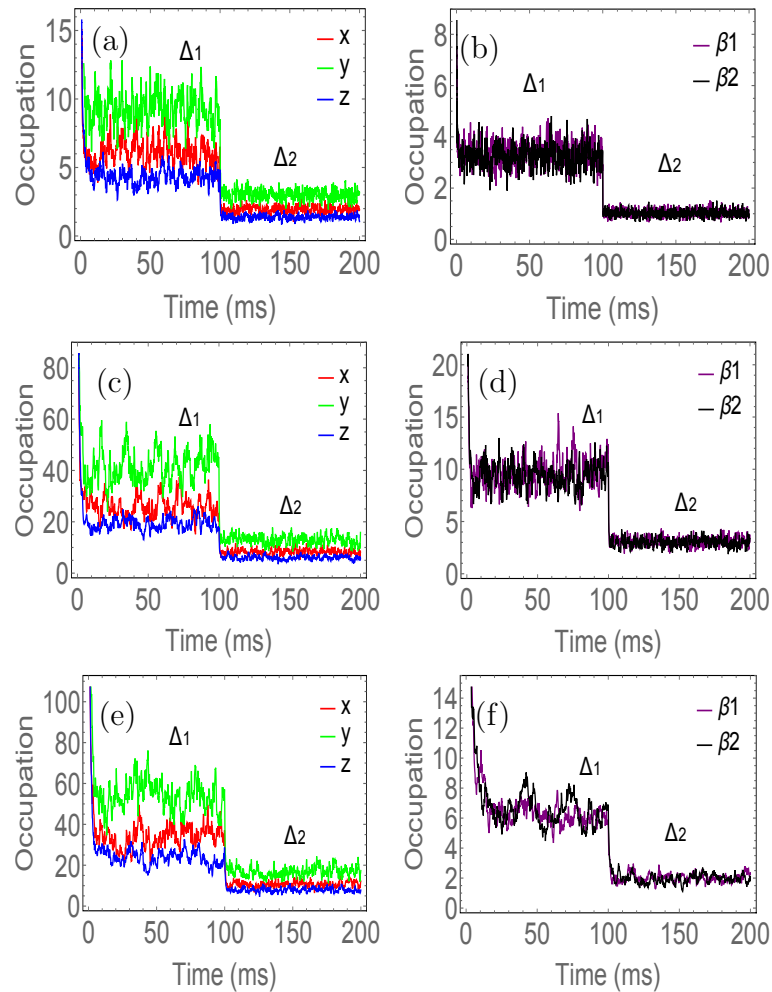 (a)
Δ1
Δ2
x
y
z
15
10
5
0
Occupation
0 50 100 150 200
Time (ms)
(b)
Δ1
Δ2
β1
β2
8
6
4
2
0
Occupation
0 50 100 150 200
Time (ms)
(c)
Δ1
Δ2
x
y
z
80
60
40
20
0
Occupation
0 50 100 150 200
Time (ms)
(d)
Δ1
Δ2
β1
β2
20
15
10
5
0
Occupation
0 50 100 150 200
Time (ms)
(e)
Δ1
Δ2
x
y
z
100
80
60
40
20
0
Occupation
0 50 100 150 200
Time (ms)
(f)
Δ1
Δ2
β1
β2
14
12
10
8
6
4
2
0
Occupation
0 50 100 150 200
Time (ms)